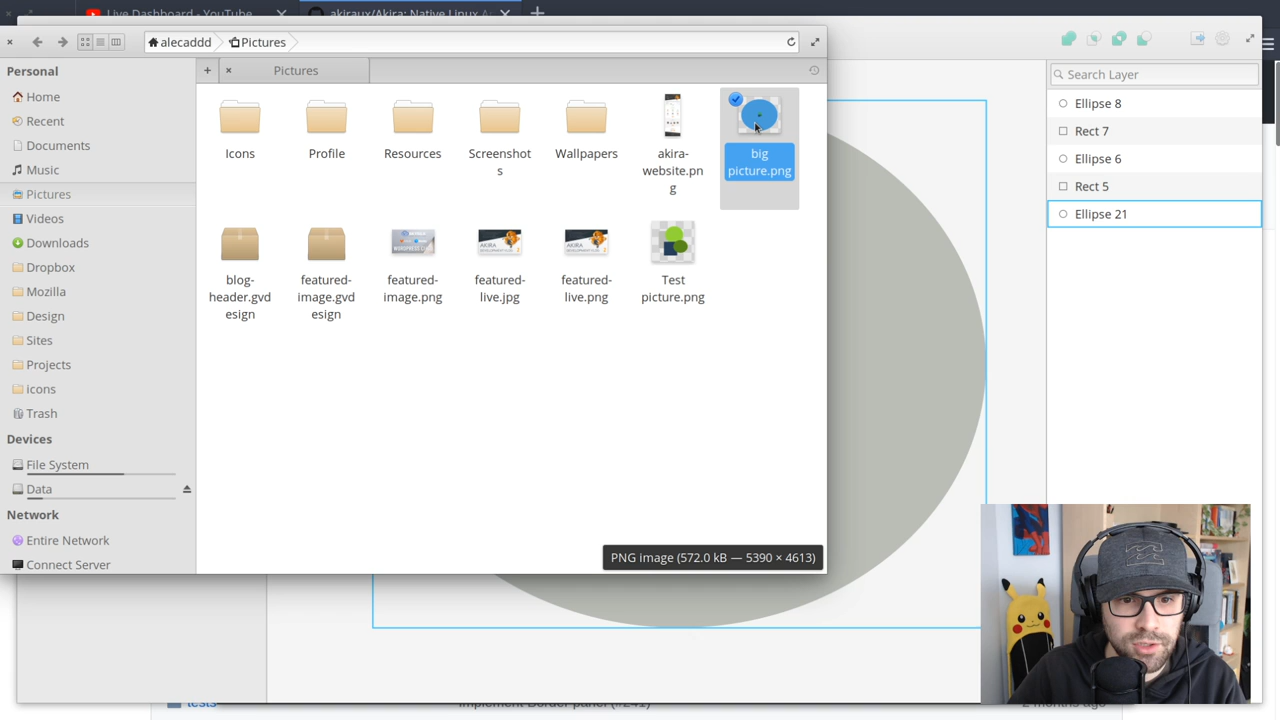 Live Dashboard - YouTube
akiraux/Akira: Native Linux A
alecaddd
Pictures
Pictures
Search Layer
Personal
Home
Recent
Documents
Music
Pictures
Videos
Downloads
Dropbox
Mozilla
Design
Sites
Projects
icons
Trash
Devices
File System
Data
Network
Entire Network
Connect Server
Icons
Profile
Resources
Screenshot
s
Wallpapers
akira-
website.pn
g
big
picture.png
blog-
header.gvd
esign
featured-
image.gvd
esign
featured-
image.png
featured-
live.jpg
featured-
live.png
Test
picture.png
PNG image (572.0 kB — 5390 × 4613)
Ellipse 8
Rect 7
Ellipse 6
Rect 5
Ellipse 21
tests
Implement Border panel (#241)
2 months ago